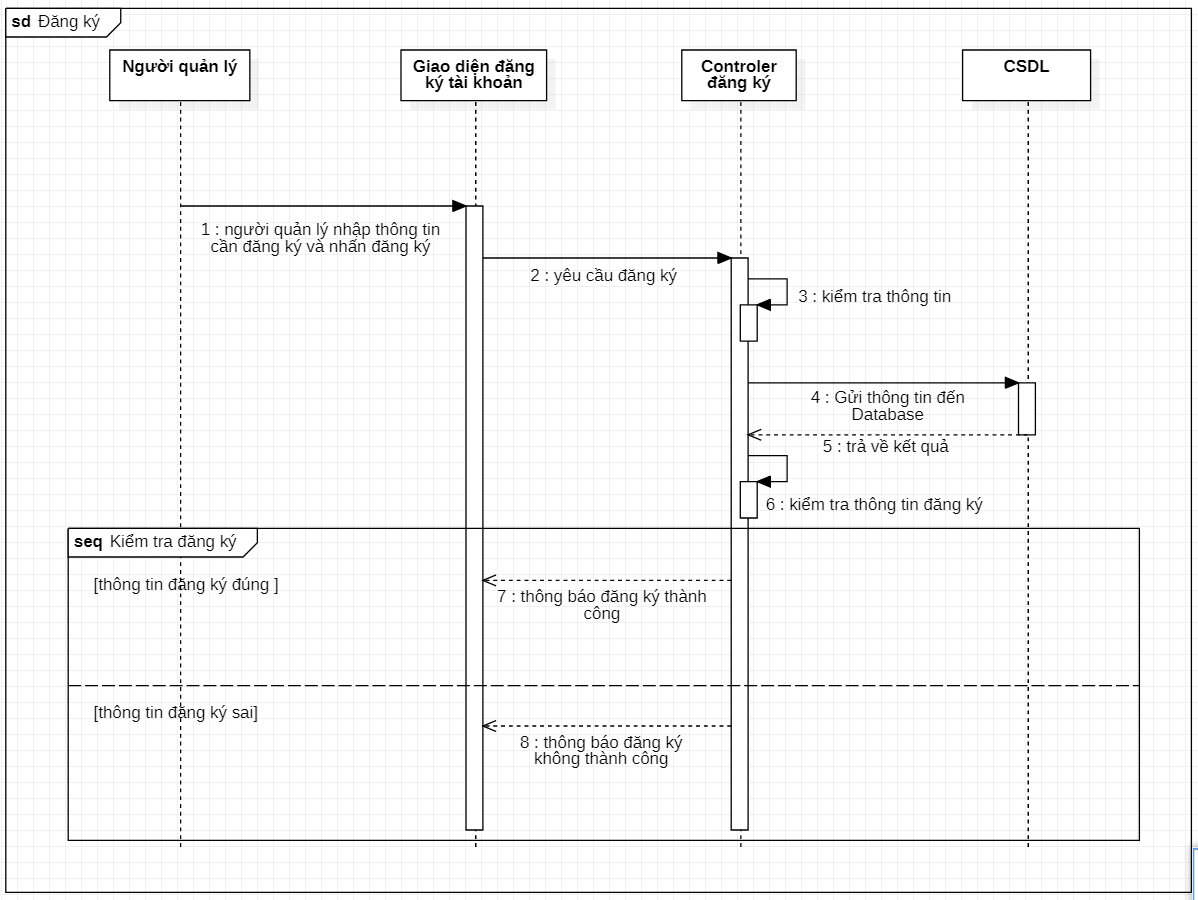 sd Đăng ký
Người quản lý
Giao diện đăng
ký tài khoản
Controler
đăng ký
CSDL
1 : người quản lý nhập thông tin
cần đăng ký và nhấn đăng ký
2 : yêu cầu đăng ký
3 : kiểm tra thông tin
4 : Gửi thông tin đến
Database
5 : trả về kết quả
6 : kiểm tra thông tin đăng ký
seq Kiểm tra đăng ký
[thông tin đăng ký đúng ]
7 : thông báo đăng ký thành
công
[thông tin đăng ký sai]
8 : thông báo đăng ký
không thành công